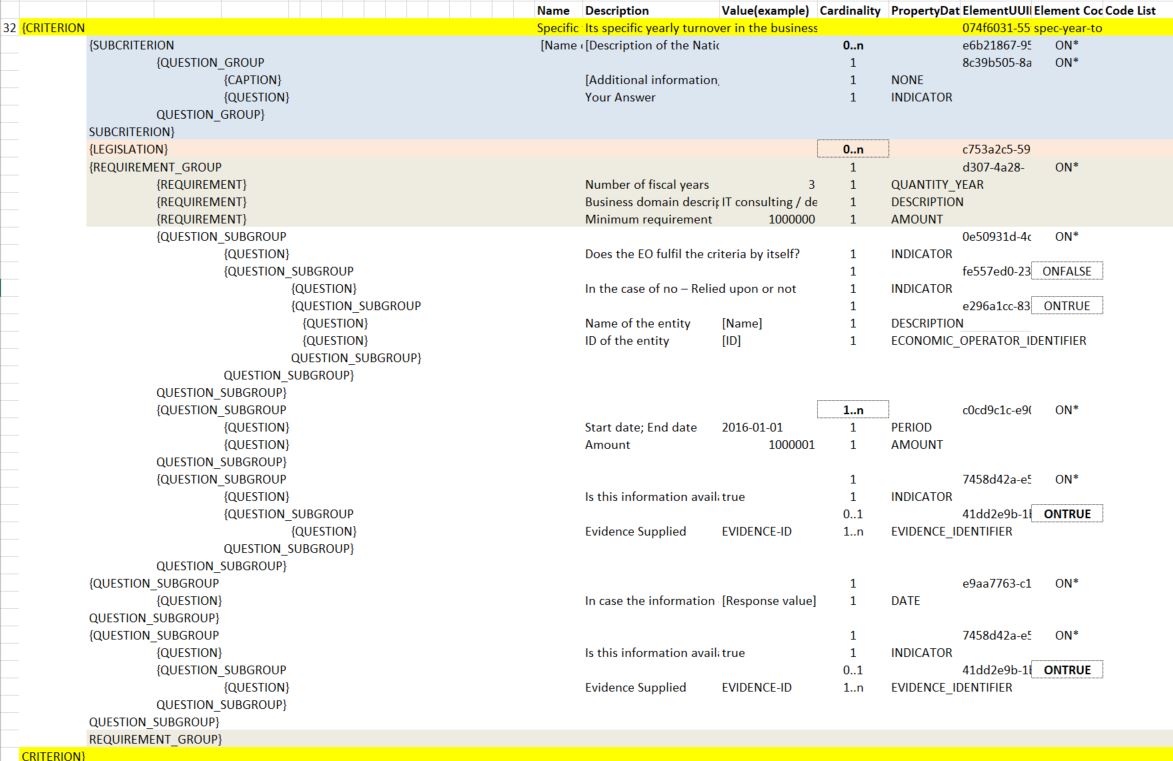 Name Description Value(example) Cardinality PropertyDat ElementUUII Element Coc Code List
32 {CRITERION Specific Its specific yearly turnover in the business 074f6031-55 spec-year-to
{SUBCRITERION [Name [Description of the Natic 0..n e6b21867-95 ON*
{QUESTION_GROUP 1 8c39b505-8a ON*
{CAPTION} [Additional information, 1 NONE
{QUESTION} Your Answer 1 INDICATOR
QUESTION_GROUP}
SUBCRITERION}
{LEGISLATION} 0..n c753a2c5-59
{REQUIREMENT_GROUP 1 d307-4a28- ON*
{REQUIREMENT} Number of fiscal years 3 1 QUANTITY_YEAR
{REQUIREMENT} Business domain descrip IT consulting / de 1 DESCRIPTION
{REQUIREMENT} Minimum requirement 1000000 1 AMOUNT
{QUESTION_SUBGROUP 0e50931d-4c ON*
{QUESTION} Does the EO fulfil the criteria by itself? 1 INDICATOR
{QUESTION_SUBGROUP 1 fe557ed0-23 ONFALSE
{QUESTION} In the case of no – Relied upon or not 1 INDICATOR
{QUESTION_SUBGROUP 1 e296a1cc-83 ONTRUE
{QUESTION} Name of the entity [Name] 1 DESCRIPTION
{QUESTION} ID of the entity [ID] 1 ECONOMIC_OPERATOR_IDENTIFIER
QUESTION_SUBGROUP}
QUESTION_SUBGROUP}
QUESTION_SUBGROUP}
{QUESTION_SUBGROUP 1..n c0cd9c1c-e90 ON*
{QUESTION} Start date; End date 2016-01-01 1 PERIOD
{QUESTION} Amount 1000001 1 AMOUNT
QUESTION_SUBGROUP}
{QUESTION_SUBGROUP 1 7458d42a-e5 ON*
{QUESTION} Is this information avail: true 1 INDICATOR
{QUESTION_SUBGROUP 0..1 41dd2e9b-1b ONTRUE
{QUESTION} Evidence Supplied EVIDENCE-ID 1..n EVIDENCE_IDENTIFIER
QUESTION_SUBGROUP}
QUESTION_SUBGROUP}
{QUESTION_SUBGROUP 1 e9aa7763-c1 ON*
{QUESTION} In case the information [Response value] 1 DATE
QUESTION_SUBGROUP}
{QUESTION_SUBGROUP 1 7458d42a-e5 ON*
{QUESTION} Is this information avail: true 1 INDICATOR
{QUESTION_SUBGROUP 0..1 41dd2e9b-1b ONTRUE
{QUESTION} Evidence Supplied EVIDENCE-ID 1..n EVIDENCE_IDENTIFIER
QUESTION_SUBGROUP}
QUESTION_SUBGROUP}
REQUIREMENT_GROUP}
CRITERION}